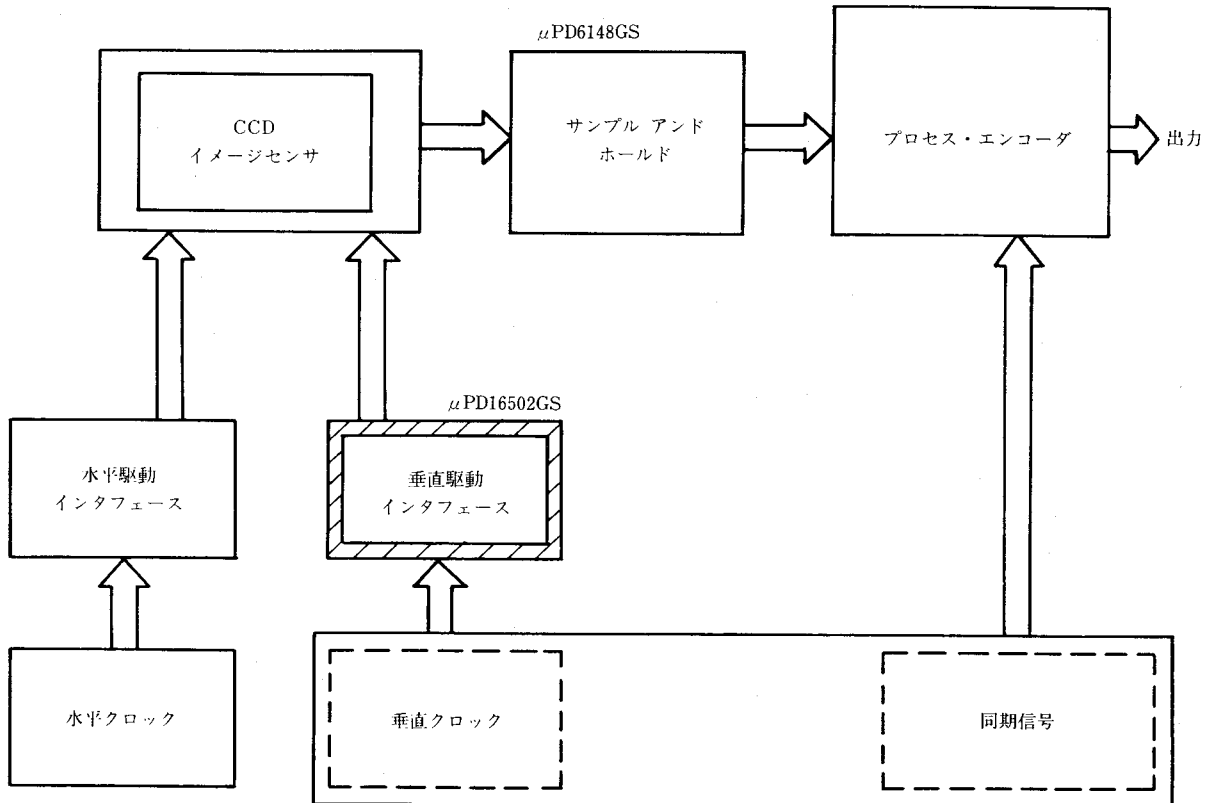 μPD6148GS
CCD
イメージセンサ
サンプル アンド
ホールド
プロセス・エンコーダ
出力
μPD16502GS
水平駆動
インタフェース
垂直駆動
インタフェース
水平クロック
垂直クロック
同期信号